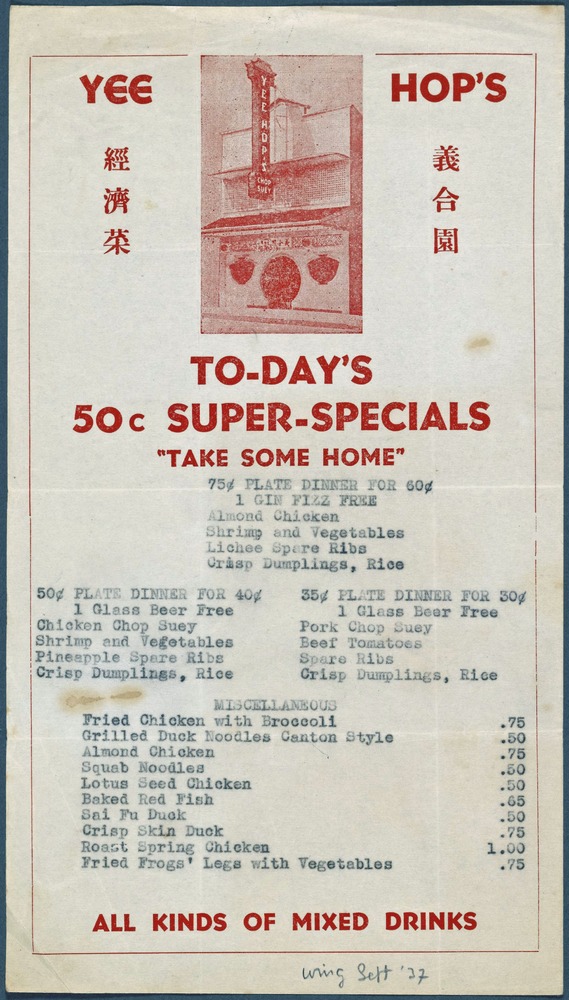 YEE HOP'S
經濟菜
義合園
YEE HOP'S
CHOP SUEY
TO-DAY'S
50c SUPER-SPECIALS
"TAKE SOME HOME"
75¢ PLATE DINNER FOR 60¢
1 GIN FIZZ FREE
Almond Chicken
Shrimp and Vegetables
Lichee Spare Ribs
Crisp Dumplings, Rice
50¢ PLATE DINNER FOR 40¢
1 Glass Beer Free
Chicken Chop Suey
Shrimp and Vegetables
Pineapple Spare Ribs
Crisp Dumplings, Rice
35¢ PLATE DINNER FOR 30¢
1 Glass Beer Free
Pork Chop Suey
Beef Tomatoes
Spare Ribs
Crisp Dumplings, Rice
MISCELLANEOUS
Fried Chicken with Broccoli .75
Grilled Duck Noodles Canton Style .50
Almond Chicken .75
Squab Noodles .50
Lotus Seed Chicken .50
Baked Red Fish .65
Sai Fu Duck .50
Crisp Skin Duck .75
Roast Spring Chicken 1.00
Fried Frogs' Legs with Vegetables .75
ALL KINDS OF MIXED DRINKS
Wing Sept '37